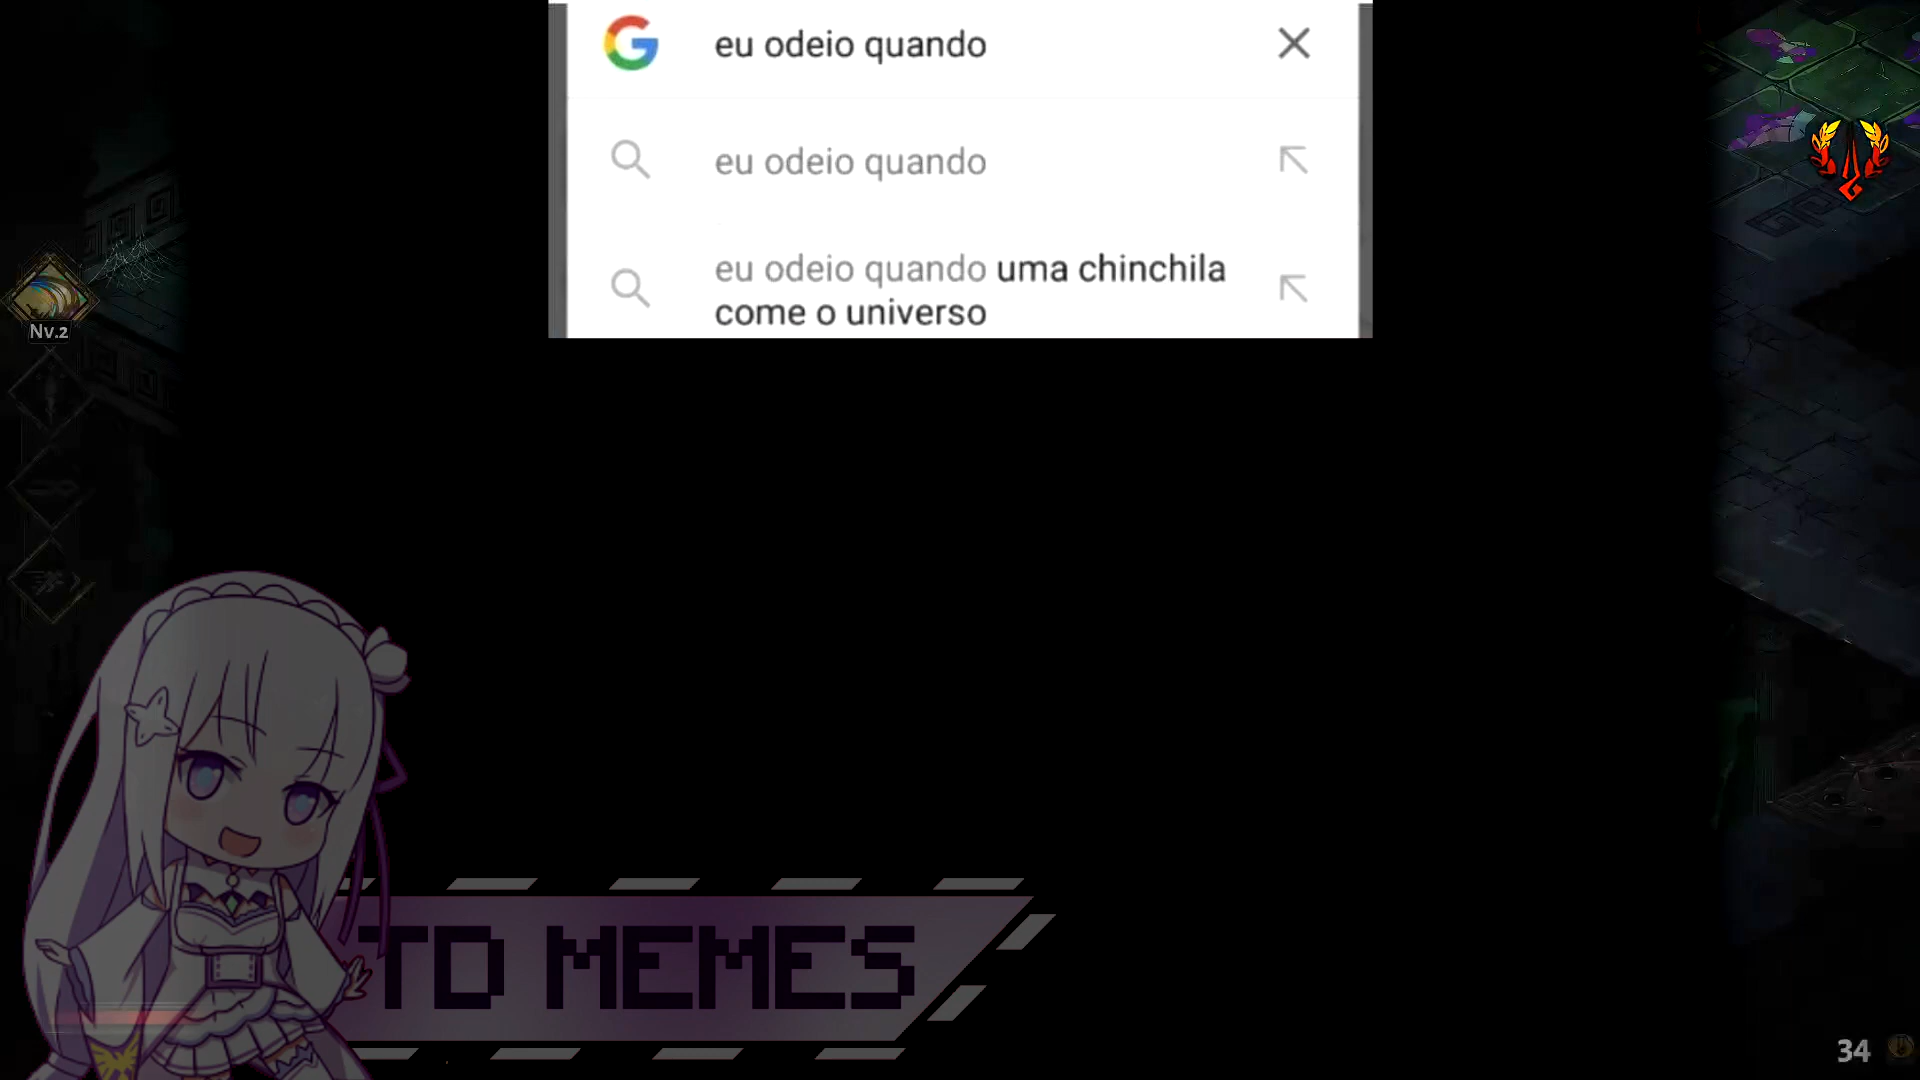 eu odeio quando
eu odeio quando
eu odeio quando uma chinchila
come o universo
Nv.2
TD MEMES
34